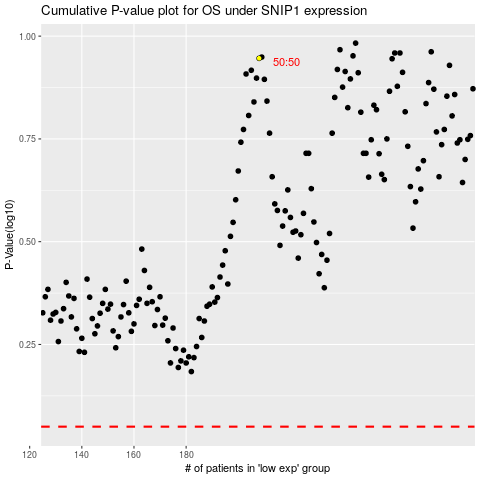 Cumulative P-value plot for OS under SNIP1 expression
1.00
50:50
0.75
P-Value(log10)
0.50
0.25
120 140 160 180
# of patients in 'low exp' group